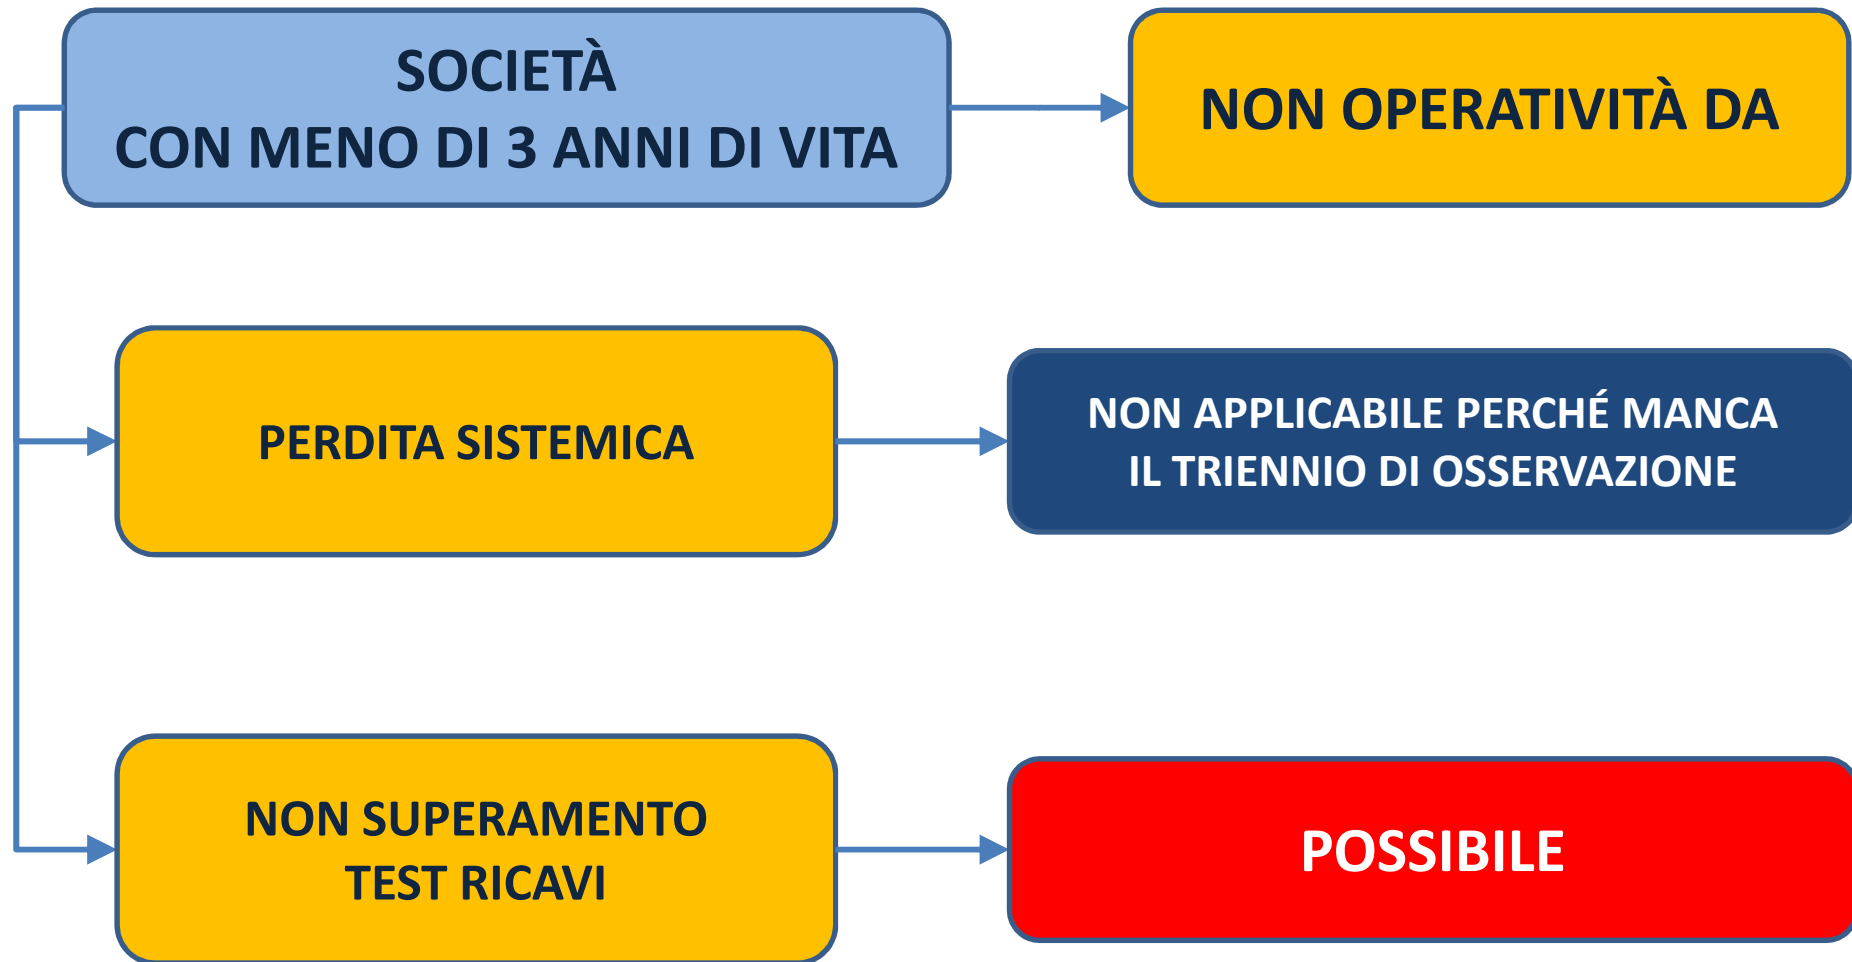 SOCIETÀ
CON MENO DI 3 ANNI DI VITA
NON OPERATIVITÀ DA
PERDITA SISTEMICA
NON APPLICABILE PERCHÉ MANCA
IL TRIENNIO DI OSSERVAZIONE
NON SUPERAMENTO
TEST RICAVI
POSSIBILE